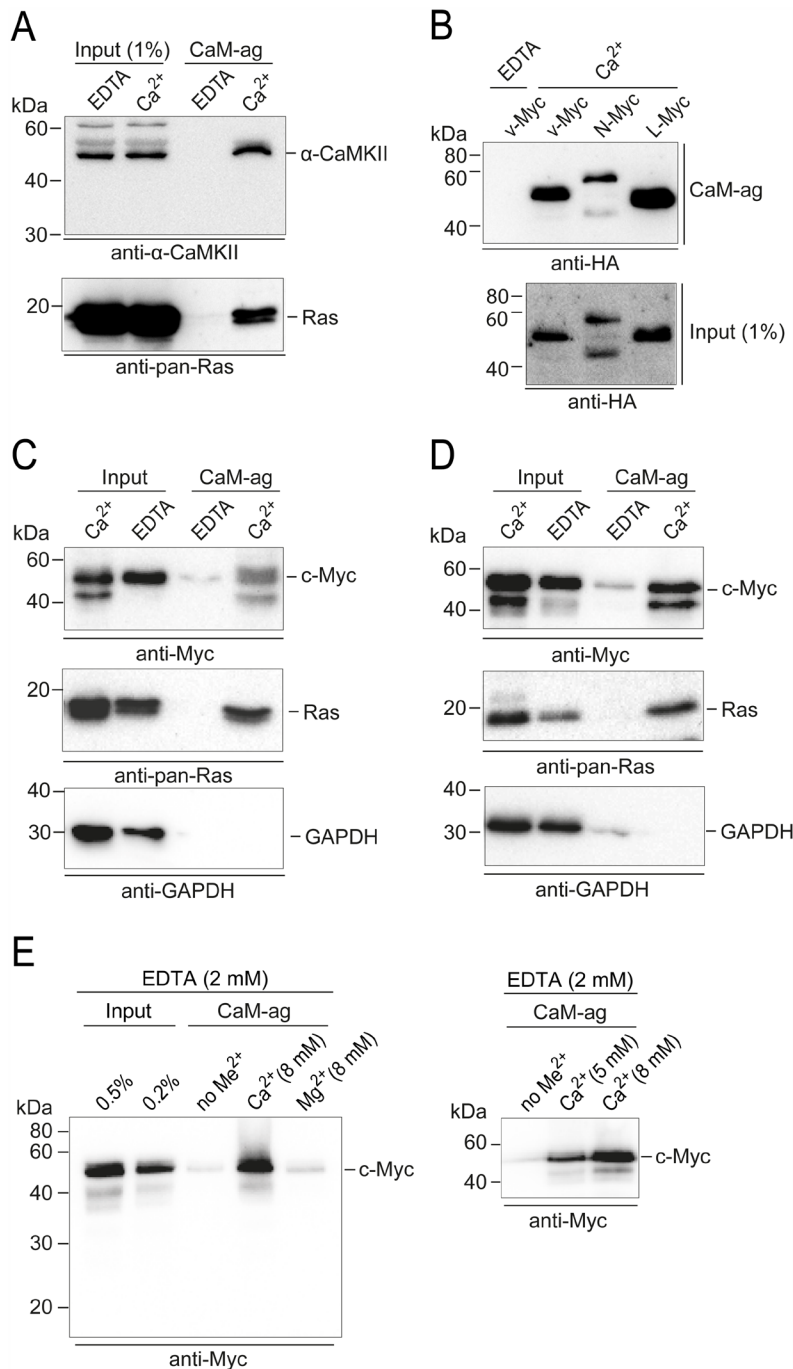 A
Input (1%) CaM-ag
EDTA Ca²⁺ EDTA Ca²⁺
kDa
60
α-CaMKII
40
30
anti-α-CaMKII
20
Ras
anti-pan-Ras
B
EDTA Ca²⁺
v-Myc v-Myc N-Myc L-Myc
kDa
80
60
CaM-ag
40
anti-HA
80
60
Input (1%)
40
anti-HA
C
Input CaM-ag
Ca²⁺ EDTA EDTA Ca²⁺
kDa
60
c-Myc
40
anti-Myc
20
Ras
anti-pan-Ras
40
30
GAPDH
anti-GAPDH
D
Input CaM-ag
Ca²⁺ EDTA EDTA Ca²⁺
kDa
60
c-Myc
40
anti-Myc
20
Ras
anti-pan-Ras
40
30
GAPDH
anti-GAPDH
E
EDTA (2 mM)
Input CaM-ag
0.5% 0.2% no Me²⁺ Ca²⁺(8 mM) Mg²⁺(8 mM)
kDa
80
60
c-Myc
40
30
20
anti-Myc
EDTA (2 mM)
CaM-ag
no Me²⁺ Ca²⁺(5 mM) Ca²⁺(8 mM)
kDa
60
c-Myc
40
anti-Myc